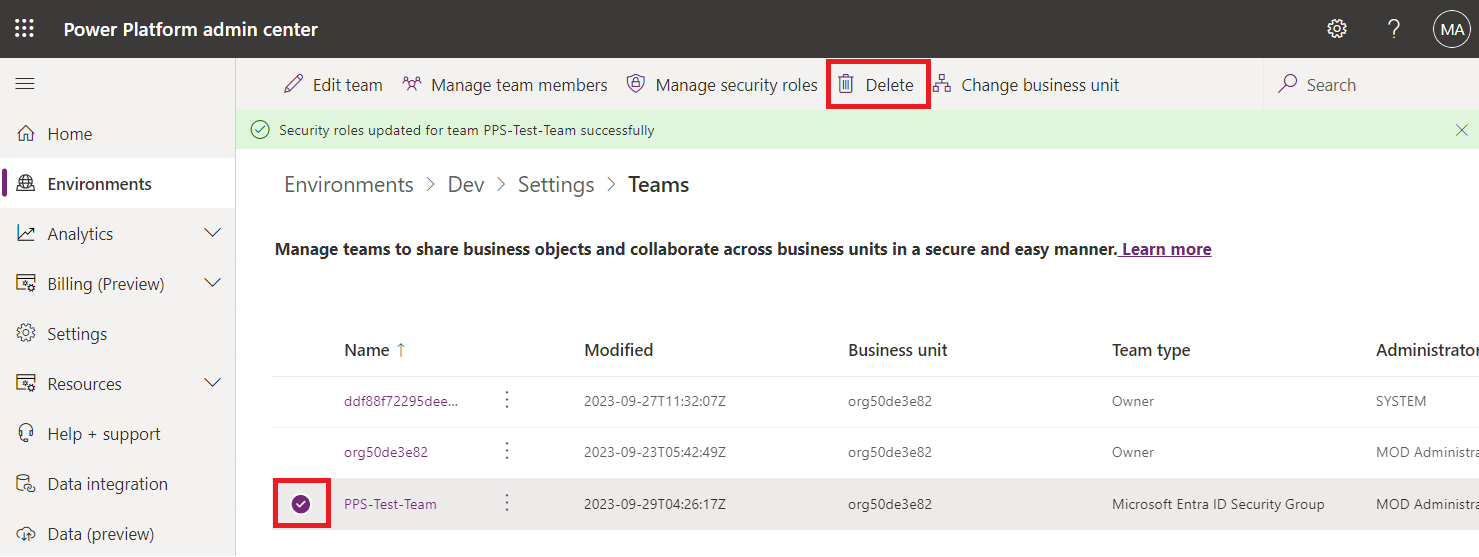 Power Platform admin center
MA
Edit team
Manage team members
Manage security roles
Delete
Change business unit
Search
Security roles updated for team PPS-Test-Team successfully
Home
Environments
Analytics
Billing (Preview)
Settings
Resources
Help + support
Data integration
Data (preview)
Environments > Dev > Settings > Teams
Manage teams to share business objects and collaborate across business units in a secure and easy manner. Learn more
Name ↑ Modified Business unit Team type Administrator
ddf88f72295dee... 2023-09-27T11:32:07Z org50de3e82 Owner SYSTEM
org50de3e82 2023-09-23T05:42:49Z org50de3e82 Owner MOD Administra
PPS-Test-Team 2023-09-29T04:26:17Z org50de3e82 Microsoft Entra ID Security Group MOD Administra